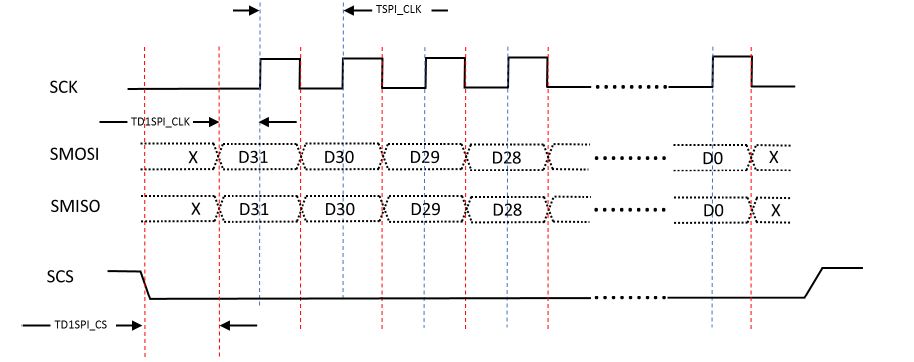 TSPI_CLK
SCK
TD1SPI_CLK
SMOSI X D31 D30 D29 D28 D0 X
SMISO X D31 D30 D29 D28 D0 X
SCS
TD1SPI_CS